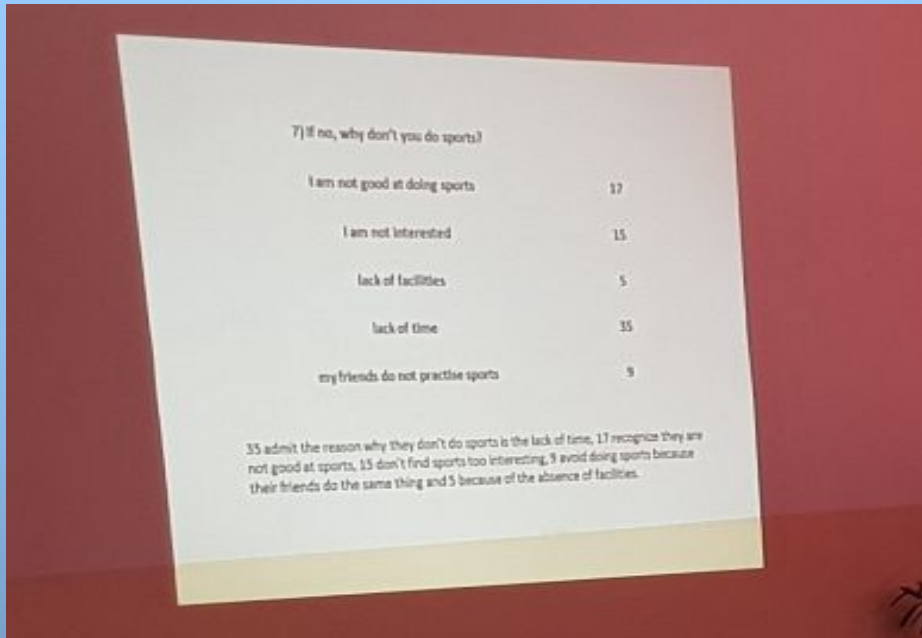 7) If no, why don't you do sports?
I am not good at doing sports 17
I am not interested 15
lack of facilities 5
lack of time 35
my friends do not practise sports 9
35 admit the reason why they don't do sports is the lack of time, 17 recognize they are
not good at sports, 15 don't find sports too interesting, 9 avoid doing sports because
their friends do the same thing and 5 because of the absence of facilities.